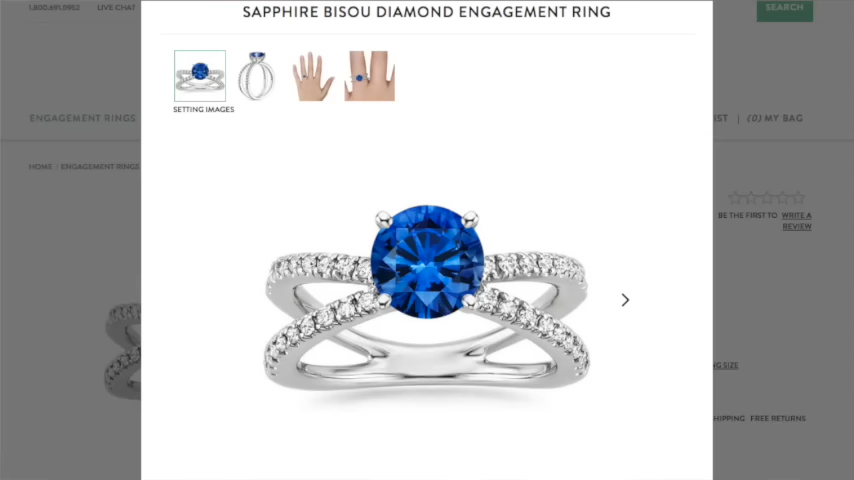 SAPPHIRE BISOU DIAMOND ENGAGEMENT RING
1.800.691.0952 LIVE CHAT
SEARCH
SETTING IMAGES
ENGAGEMENT RINGS
IST | (0) MY BAG
HOME / ENGAGEMENT RINGS
BE THE FIRST TO WRITE A
REVIEW
NG SIZE
HIPPING FREE RETURNS